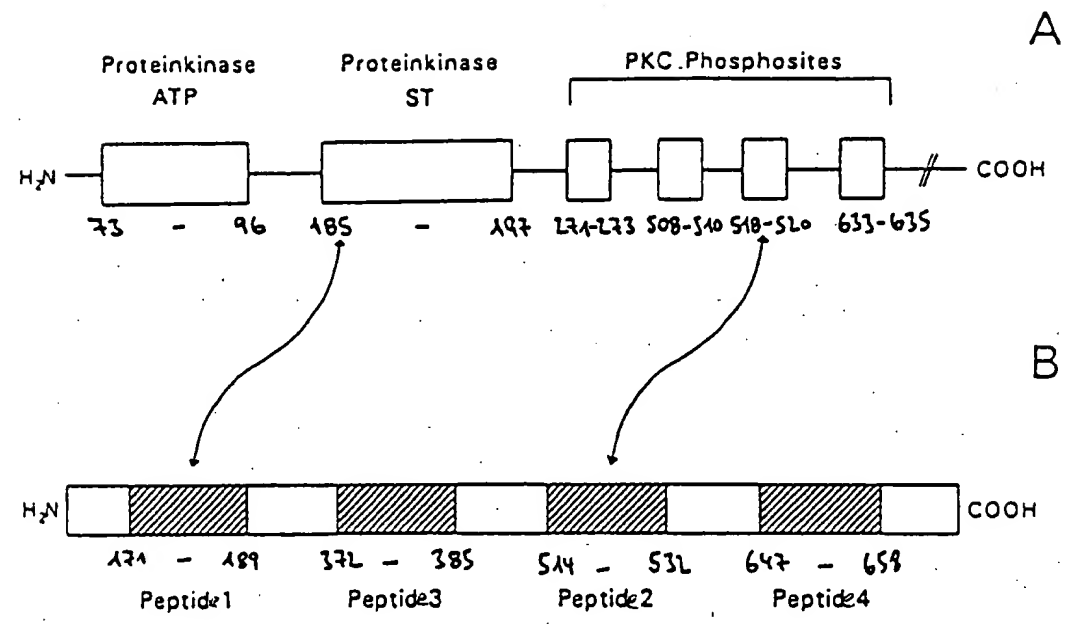 A
Proteinkinase ATP
Proteinkinase ST
PKC.Phosphosites
H₂N
COOH
73 - 96
185 - 197
271-273
508-510
518-520
633-635
B
H₂N
COOH
171 - 189
372 - 385
514 - 532
647 - 658
Peptide1
Peptide3
Peptide2
Peptide4